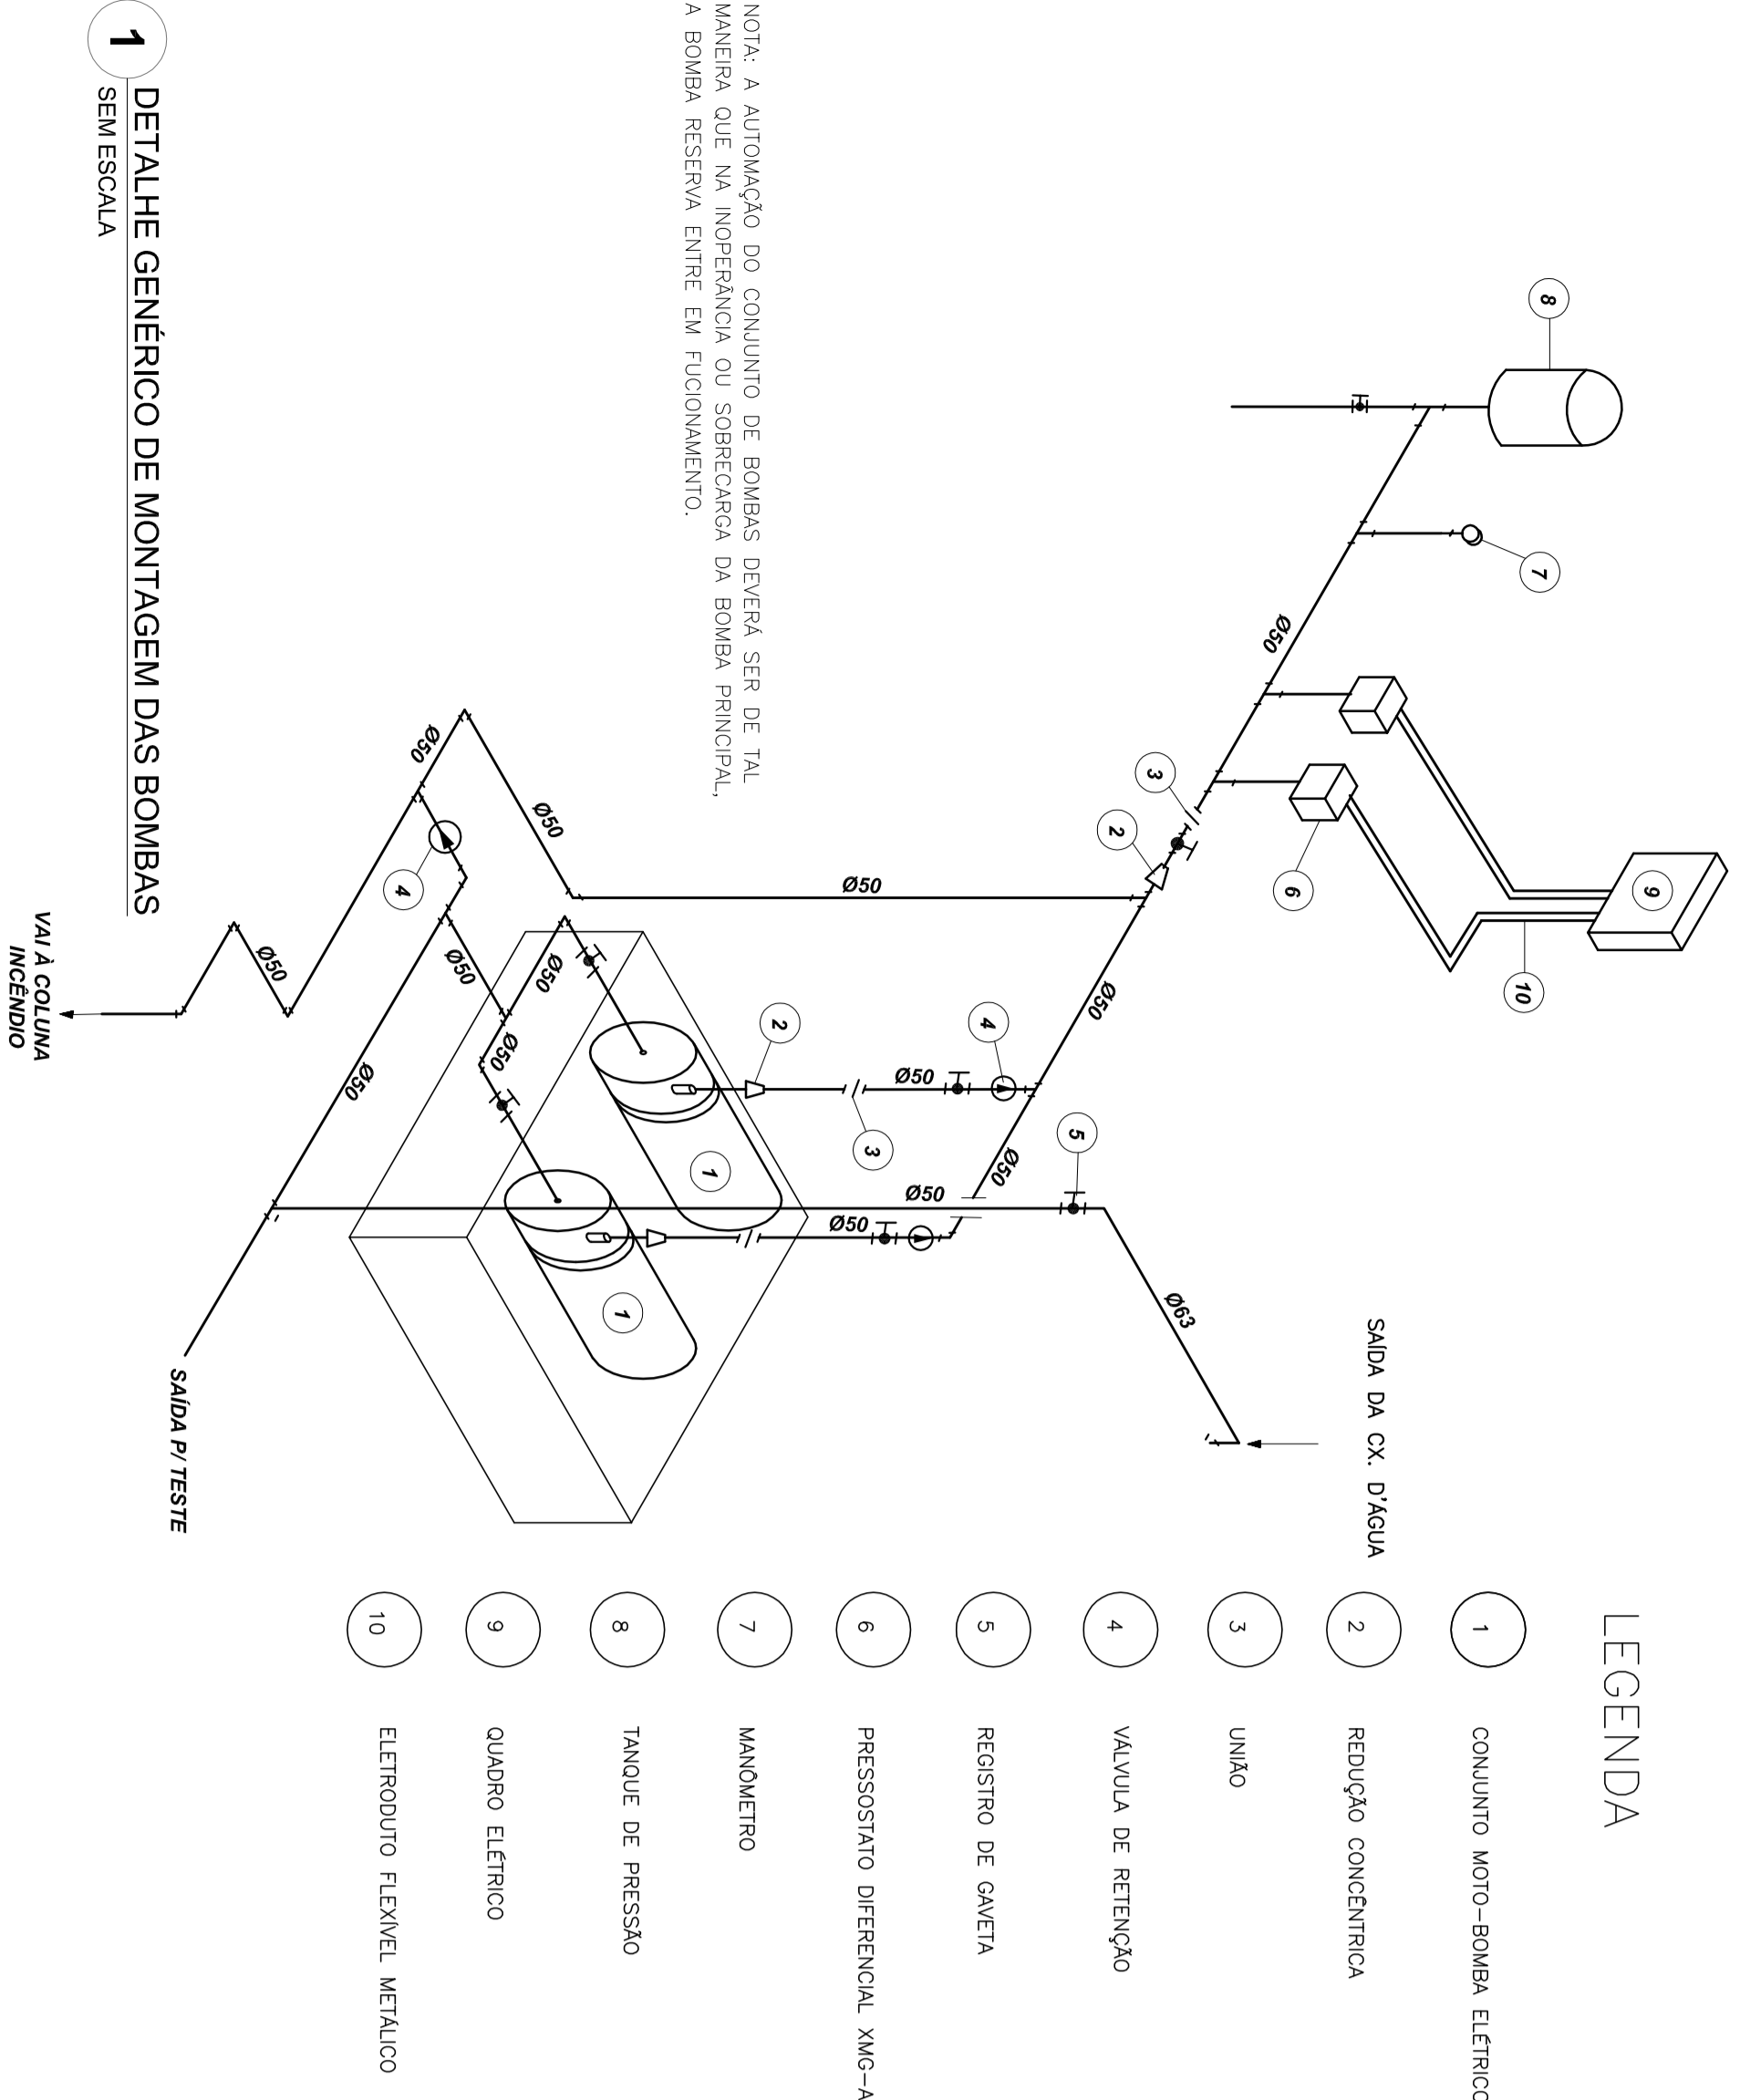 LEGENDA
1 CONJUNTO MOTO-BOMBA ELÉTRICO
2 REDUÇÃO CONCÊNTRICA
3 UNIÃO
4 VÁLVULA DE RETENÇÃO
5 REGISTRO DE GAVETA
6 PRESSOSTATO DIFERENCIAL XMG-A
7 MANÔMETRO
8 TANQUE DE PRESSÃO
9 QUADRO ELÉTRICO
10 ELETRODUTO FLEXÍVEL METÁLICO
SAÍDA DA CX. D'ÁGUA
8
7
9
10
6
3
2
Ø50
Ø50
Ø50
Ø50
Ø63
5
4
3
2
Ø50
Ø50
Ø50
1
1
Ø50
Ø50
4
Ø50
Ø50
Ø50
Ø50
Ø50
SAÍDA P/ TESTE
VAI À COLUNA
INCÊNDIO
NOTA: A AUTOMAÇÃO DO CONJUNTO DE BOMBAS DEVERÁ SER DE TAL
MANEIRA QUE NA INOPERÂNCIA OU SOBRECARGA DA BOMBA PRINCIPAL,
A BOMBA RESERVA ENTRE EM FUCIONAMENTO.
1 DETALHE GENÉRICO DE MONTAGEM DAS BOMBAS
SEM ESCALA